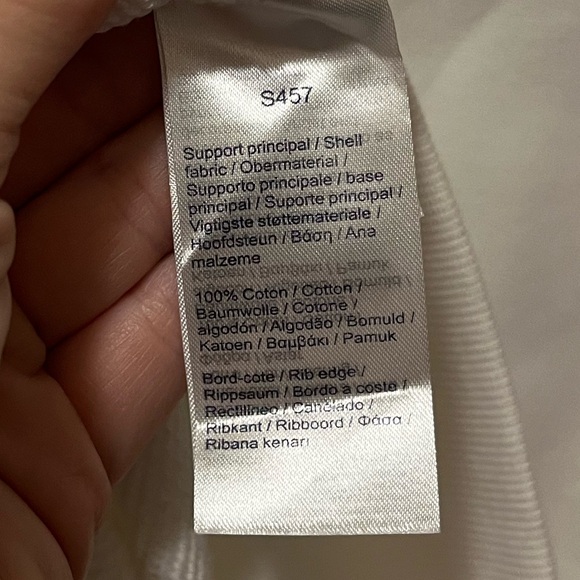 S457
Support principal / Shell
fabric / Obermaterial /
Supporto principale / base
principal / Suporte principal /
Vigtigste støttemateriale /
Hoofdsteun / Βάση / Ana
malzeme
100% Coton / Cotton /
Baumwolle / Cotone /
algodón / Algodão / Bomuld /
Katoen / Βαμβάκι / Pamuk
Bord-cote / Rib edge /
Rippsaum / Bordo a coste /
Rectilineo / Canelado /
Ribkant / Ribboord / Φάσα /
Ribana kenarı